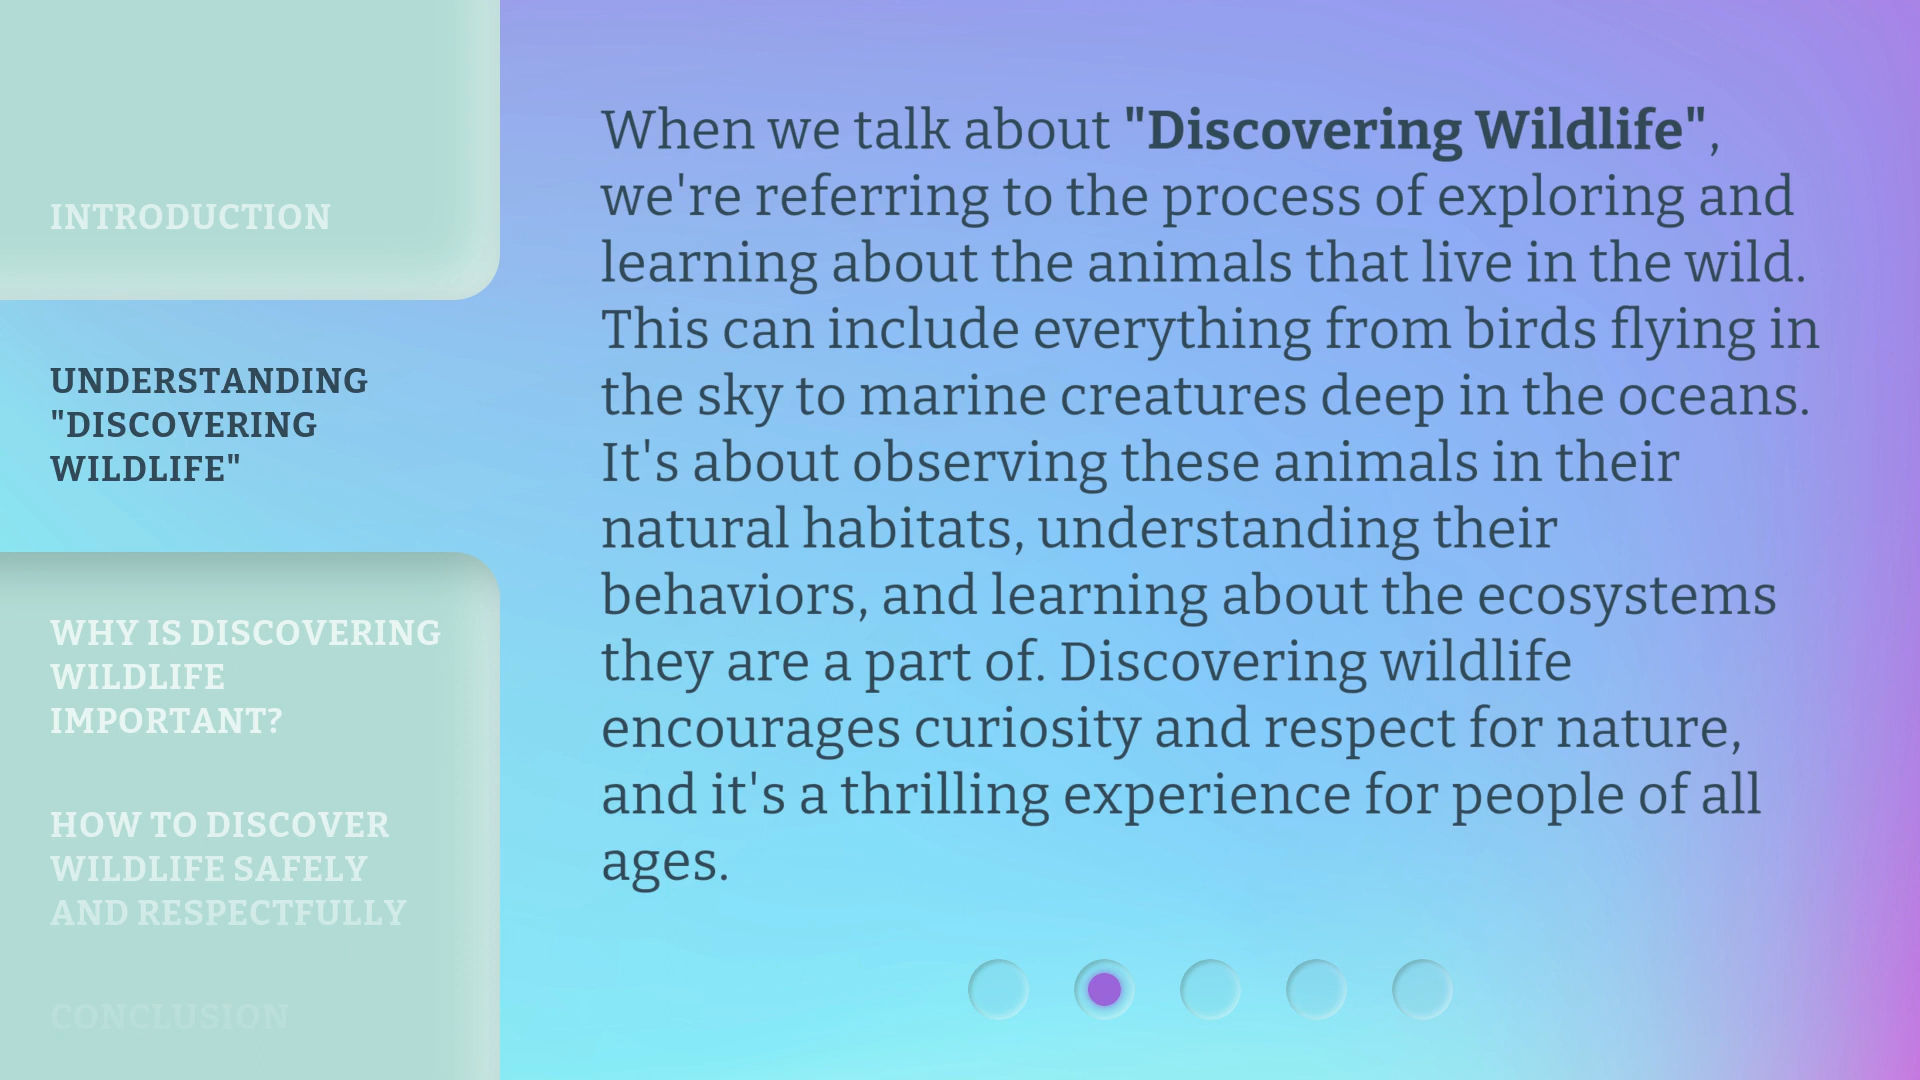 INTRODUCTION
UNDERSTANDING
"DISCOVERING
WILDLIFE"
WHY IS DISCOVERING
WILDLIFE
IMPORTANT?
HOW TO DISCOVER
WILDLIFE SAFELY
AND RESPECTFULLY
CONCLUSION
When we talk about "Discovering Wildlife",
we're referring to the process of exploring and
learning about the animals that live in the wild.
This can include everything from birds flying in
the sky to marine creatures deep in the oceans.
It's about observing these animals in their
natural habitats, understanding their
behaviors, and learning about the ecosystems
they are a part of. Discovering wildlife
encourages curiosity and respect for nature,
and it's a thrilling experience for people of all
ages.